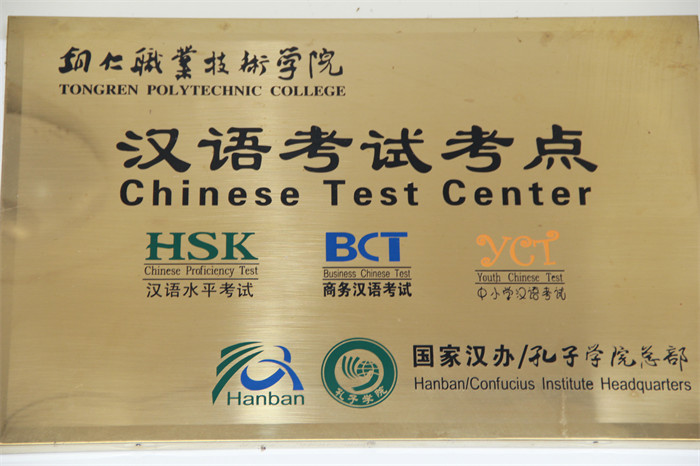 铜仁職業技術学院
TONGREN POLYTECHNIC COLLEGE
汉语考试考点
Chinese Test Center
HSK
Chinese Proficiency Test
汉语水平考试
BCT
Business Chinese Test
商务汉语考试
YCT
Youth Chinese Test
中小学汉语考试
Hanban
孔子学院
国家汉办/孔子学院总部
Hanban/Confucius Institute Headquarters